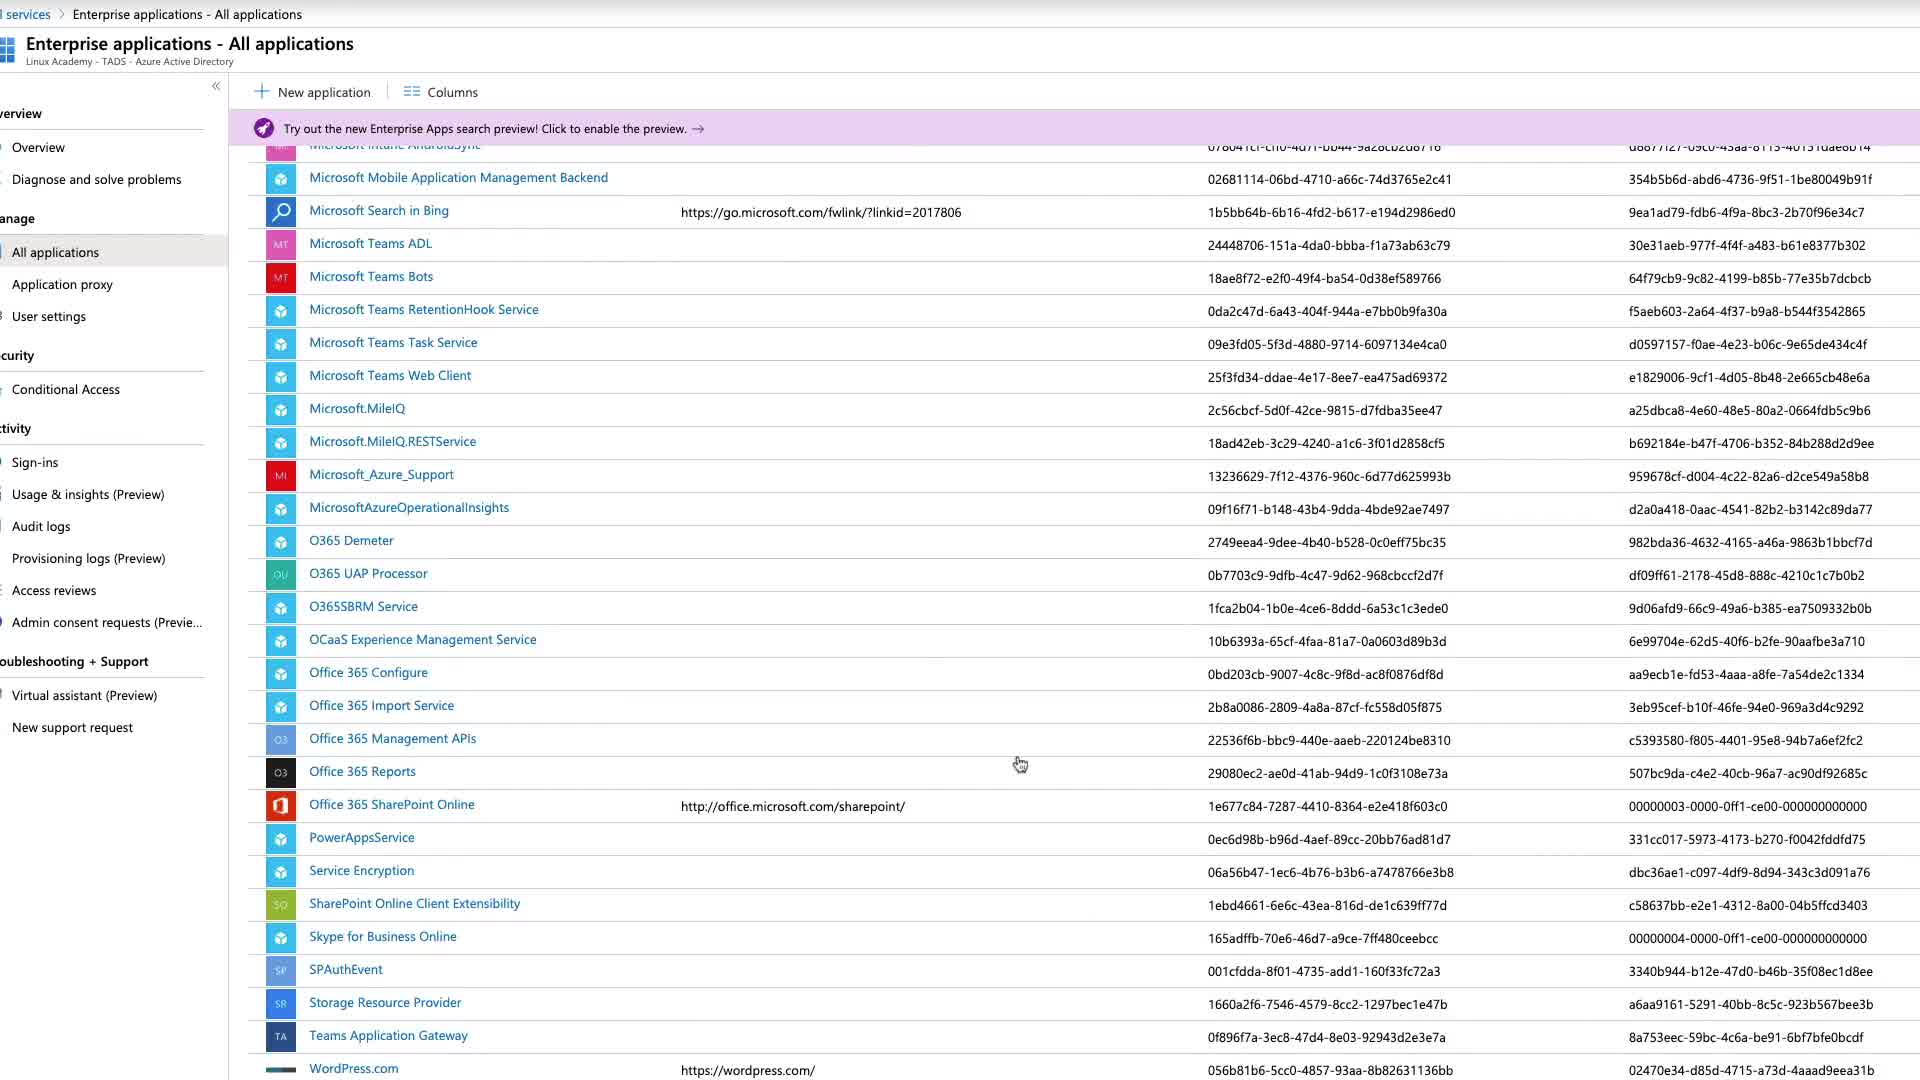 l services > Enterprise applications - All applications
Enterprise applications - All applications
Linux Academy - TADS - Azure Active Directory
«
New application
Columns
verview
Overview
Diagnose and solve problems
anage
All applications
Application proxy
User settings
curity
Conditional Access
tivity
Sign-ins
Usage & insights (Preview)
Audit logs
Provisioning logs (Preview)
Access reviews
Admin consent requests (Previe...
oubleshooting + Support
Virtual assistant (Preview)
New support request
Try out the new Enterprise Apps search preview! Click to enable the preview. →
Microsoft Intune AndroidSync
Microsoft Mobile Application Management Backend 02681114-06bd-4710-a66c-74d3765e2c41 354b5b6d-abd6-4736-9f51-1be80049b91f
Microsoft Search in Bing https://go.microsoft.com/fwlink/?linkid=2017806 1b5bb64b-6b16-4fd2-b617-e194d2986ed0 9ea1ad79-fdb6-4f9a-8bc3-2b70f96e34c7
MT Microsoft Teams ADL 24448706-151a-4da0-bbba-f1a73ab63c79 30e31aeb-977f-4f4f-a483-b61e8377b302
MT Microsoft Teams Bots 18ae8f72-e2f0-49f4-ba54-0d38ef589766 64f79cb9-9c82-4199-b85b-77e35b7dcbcb
Microsoft Teams RetentionHook Service 0da2c47d-6a43-404f-944a-e7bb0b9fa30a f5aeb603-2a64-4f37-b9a8-b544f3542865
Microsoft Teams Task Service 09e3fd05-5f3d-4880-9714-6097134e4ca0 d0597157-f0ae-4e23-b06c-9e65de434c4f
Microsoft Teams Web Client 25f3fd34-ddae-4e17-8ee7-ea475ad69372 e1829006-9cf1-4d05-8b48-2e665cb48e6a
Microsoft.MileIQ 2c56cbcf-5d0f-42ce-9815-d7fdba35ee47 a25dbca8-4e60-48e5-80a2-0664fdb5c9b6
Microsoft.MileIQ.RESTService 18ad42eb-3c29-4240-a1c6-3f01d2858cf5 b692184e-b47f-4706-b352-84b288d2d9ee
MI Microsoft_Azure_Support 13236629-7f12-4376-960c-6d77d625993b 959678cf-d004-4c22-82a6-d2ce549a58b8
MicrosoftAzureOperationalInsights 09f16f71-b148-43b4-9dda-4bde92ae7497 d2a0a418-0aac-4541-82b2-b3142c89da77
O365 Demeter 2749eea4-9dee-4b40-b528-0c0eff75bc35 982bda36-4632-4165-a46a-9863b1bbcf7d
OU O365 UAP Processor 0b7703c9-9dfb-4c47-9d62-968cbccf2d7f df09ff61-2178-45d8-888c-4210c1c7b0b2
O365SBRM Service 1fca2b04-1b0e-4ce6-8ddd-6a53c1c3ede0 9d06afd9-66c9-49a6-b385-ea7509332b0b
OCaaS Experience Management Service 10b6393a-65cf-4faa-81a7-0a0603d89b3d 6e99704e-62d5-40f6-b2fe-90aafbe3a710
Office 365 Configure 0bd203cb-9007-4c8c-9f8d-ac8f0876df8d aa9ecb1e-fd53-4aaa-a8fe-7a54de2c1334
Office 365 Import Service 2b8a0086-2809-4a8a-87cf-fc558d05f875 3eb95cef-b10f-46fe-94e0-969a3d4c9292
O3 Office 365 Management APIs 22536f6b-bbc9-440e-aaeb-220124be8310 c5393580-f805-4401-95e8-94b7a6ef2fc2
O3 Office 365 Reports 29080ec2-ae0d-41ab-94d9-1c0f3108e73a 507bc9da-c4e2-40cb-96a7-ac90df92685c
Office 365 SharePoint Online http://office.microsoft.com/sharepoint/ 1e677c84-7287-4410-8364-e2e418f603c0 00000003-0000-0ff1-ce00-000000000000
PowerAppsService 0ec6d98b-b96d-4aef-89cc-20bb76ad81d7 331cc017-5973-4173-b270-f0042fddfd75
Service Encryption 06a56b47-1ec6-4b76-b3b6-a7478766e3b8 dbc36ae1-c097-4df9-8d94-343c3d091a76
SO SharePoint Online Client Extensibility 1ebd4661-6e6c-43ea-816d-de1c639ff77d c58637bb-e2e1-4312-8a00-04b5ffcd3403
Skype for Business Online 165adffb-70e6-46d7-a9ce-7ff480ceebcc 00000004-0000-0ff1-ce00-000000000000
SP SPAuthEvent 001cfdda-8f01-4735-add1-160f33fc72a3 3340b944-b12e-47d0-b46b-35f08ec1d8ee
SR Storage Resource Provider 1660a2f6-7546-4579-8cc2-1297bec1e47b a6aa9161-5291-40bb-8c5c-923b567bee3b
TA Teams Application Gateway 0f896f7a-3ec8-47d4-8e03-92943d2e3e7a 8a753eec-59bc-4c6a-be91-6bf7bfe0bcdf
WordPress.com https://wordpress.com/ 056b81b6-5cc0-4857-93aa-8b82631136bb 02470e34-d85d-4715-a73d-4aaad9eea31b